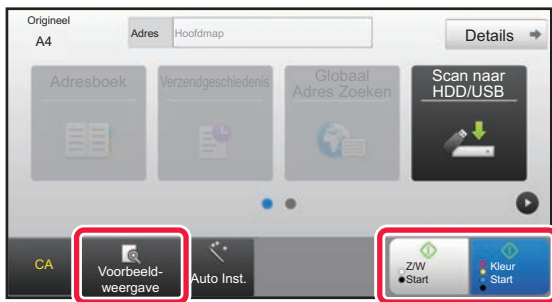 Origineel
A4
Adres
Hoofdmap
Details
Adresboek
Verzendgeschiedenis
Globaal
Adres Zoeken
Scan naar
HDD/USB
CA
Voorbeeld-
weergave
Auto Inst.
Z/W
Start
Kleur
Start